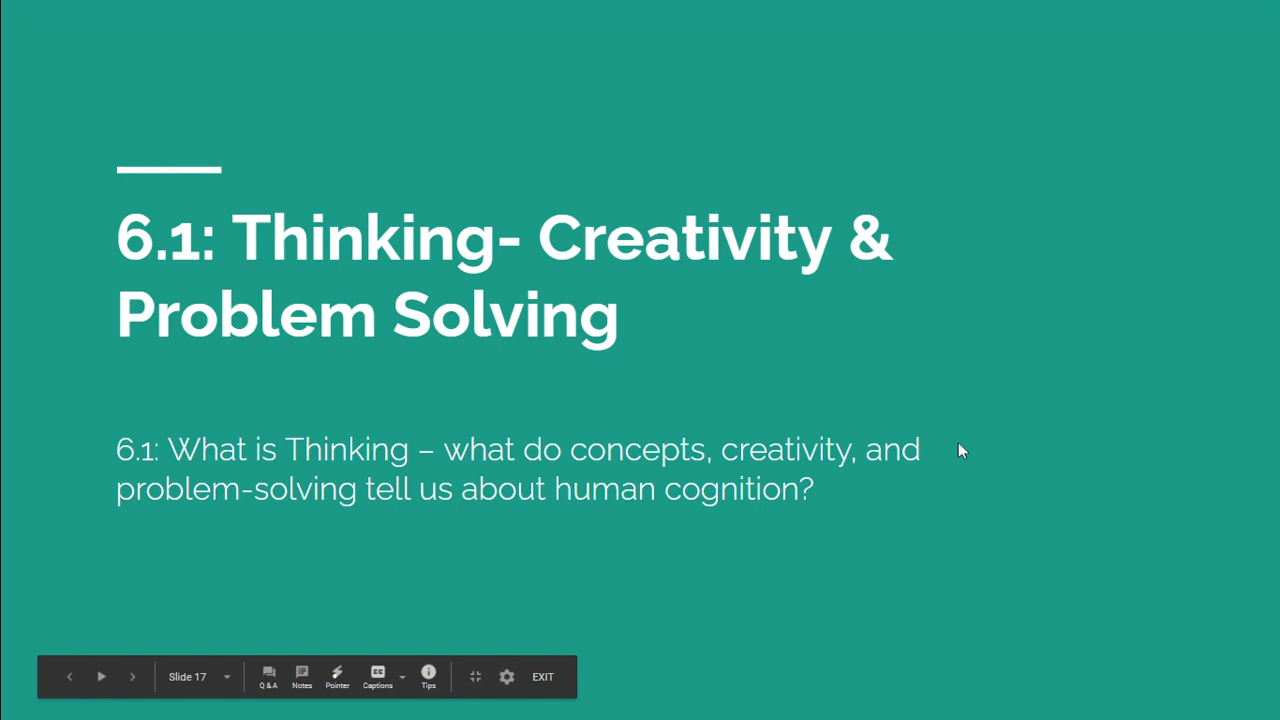 6.1: Thinking- Creativity &
Problem Solving
6.1: What is Thinking – what do concepts, creativity, and
problem-solving tell us about human cognition?
Slide 17
Q & A
Notes
Pointer
CC
Captions
Tips
EXIT